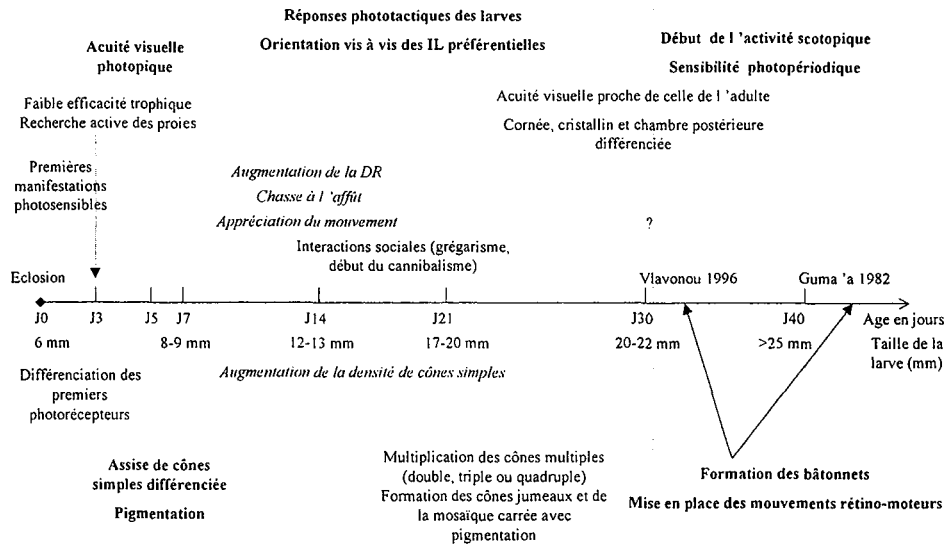 Réponses phototactiques des larves
Orientation vis à vis des IL préférentielles
Acuité visuelle
photopique
Début de l 'activité scotopique
Sensibilité photopériodique
Faible efficacité trophique
Recherche active des proies
Acuité visuelle proche de celle de l 'adulte
Cornée, cristallin et chambre postérieure
différenciée
Premières
manifestations
photosensibles
Augmentation de la DR
Chasse à l 'affût
Appréciation du mouvement
?
Interactions sociales (grégarisme,
début du cannibalisme)
Eclosion
Vlavonou 1996
Guma 'a 1982
J0 J3 J5 J7 J14 J21 J30 J40 Age en jours
6 mm 8-9 mm 12-13 mm 17-20 mm 20-22 mm >25 mm Taille de la
larve (mm)
Différenciation des
premiers
photorécepteurs
Augmentation de la densité de cônes simples
Assise de cônes
simples différenciée
Pigmentation
Multiplication des cônes multiples
(double, triple ou quadruple)
Formation des cônes jumeaux et de
la mosaïque carrée avec
pigmentation
Formation des bâtonnets
Mise en place des mouvements rétino-moteurs